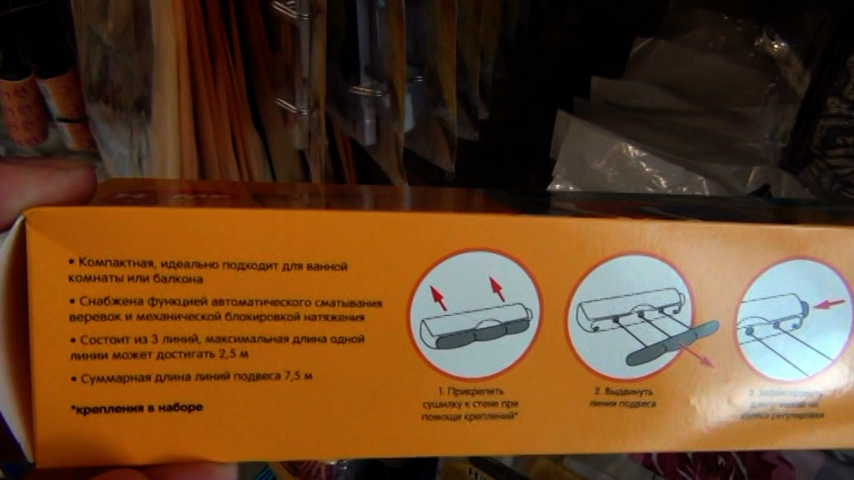 • Компактная, идеально подходит для ванной
комнаты или балкона
• Снабжена функцией автоматического сматывания
веревок и механической блокировкой натяжения
• Состоит из 3 линий, максимальная длина одной
линии может достигать 2,5 м
• Суммарная длина линий подвеса 7,5 м
*крепления в наборе
1. Прикрепить
сушилку к стене при
помощи креплений*
2. Выдвинуть
линии подвеса
3.
регулировки